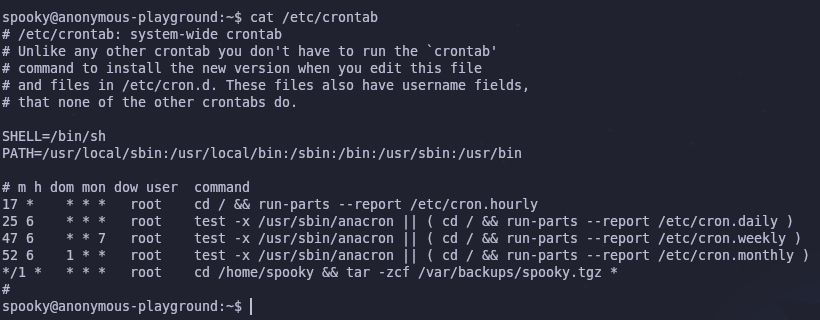 spooky@anonymous-playground:~$ cat /etc/crontab
# /etc/crontab: system-wide crontab
# Unlike any other crontab you don't have to run the `crontab'
# command to install the new version when you edit this file
# and files in /etc/cron.d. These files also have username fields,
# that none of the other crontabs do.

SHELL=/bin/sh
PATH=/usr/local/sbin:/usr/local/bin:/sbin:/bin:/usr/sbin:/usr/bin

# m h dom mon dow user  command
17 *    * * *   root    cd / && run-parts --report /etc/cron.hourly
25 6    * * *   root    test -x /usr/sbin/anacron || ( cd / && run-parts --report /etc/cron.daily )
47 6    * * 7   root    test -x /usr/sbin/anacron || ( cd / && run-parts --report /etc/cron.weekly )
52 6    1 * *   root    test -x /usr/sbin/anacron || ( cd / && run-parts --report /etc/cron.monthly )
*/1 *   * * *   root    cd /home/spooky && tar -zcf /var/backups/spooky.tgz *
#
spooky@anonymous-playground:~$